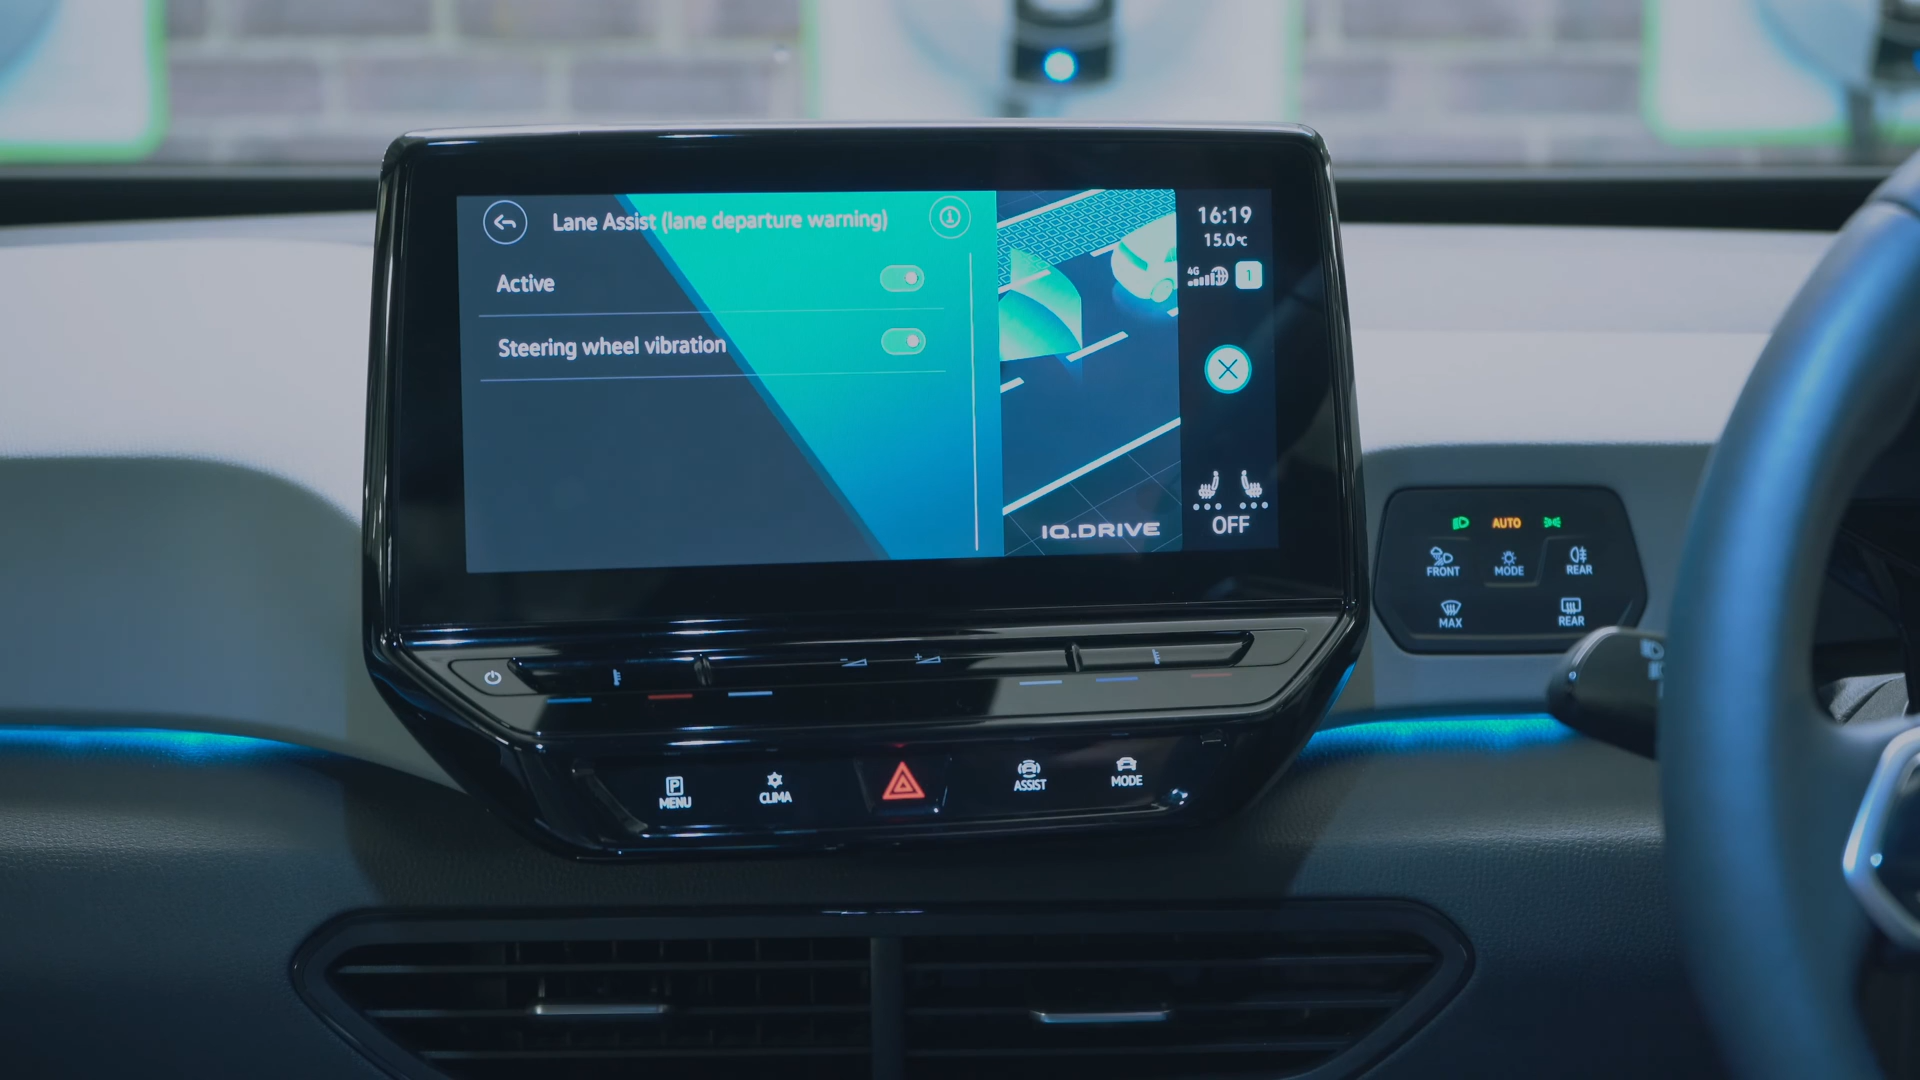 Lane Assist (lane departure warning)
Active
Steering wheel vibration
IQ.DRIVE
16:19
15.0°C
4G
1
OFF
AUTO
FRONT
MODE
REAR
MAX
REAR
MENU
CLIMA
ASSIST
MODE